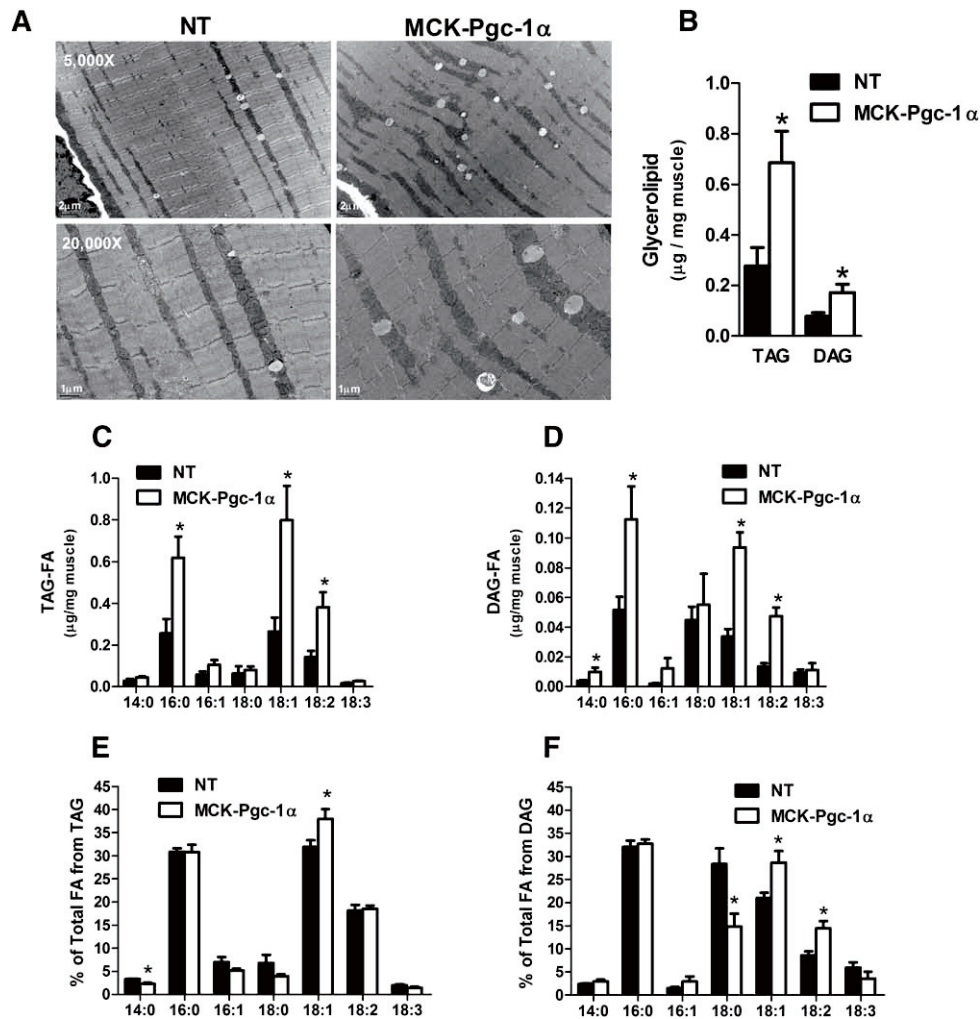 A
NT
MCK-Pgc-1α
5,000X
2μm
2μm
20,000X
1μm
1μm
B
NT
MCK-Pgc-1α
Glycerolipid
(μg / mg muscle)
1.0
0.8
0.6
0.4
0.2
0.0
*
*
TAG DAG
C
NT
MCK-Pgc-1α
TAG-FA
(μg/mg muscle)
1.0
0.8
0.6
0.4
0.2
0.0
*
*
*
14:0 16:0 16:1 18:0 18:1 18:2 18:3
D
NT
MCK-Pgc-1α
DAG-FA
(μg/mg muscle)
0.14
0.12
0.10
0.08
0.06
0.04
0.02
0.00
*
*
*
*
14:0 16:0 16:1 18:0 18:1 18:2 18:3
E
NT
MCK-Pgc-1α
% of Total FA from TAG
45
40
35
30
25
20
15
10
5
0
*
*
14:0 16:0 16:1 18:0 18:1 18:2 18:3
F
NT
MCK-Pgc-1α
% of Total FA from DAG
45
40
35
30
25
20
15
10
5
0
*
*
*
14:0 16:0 16:1 18:0 18:1 18:2 18:3